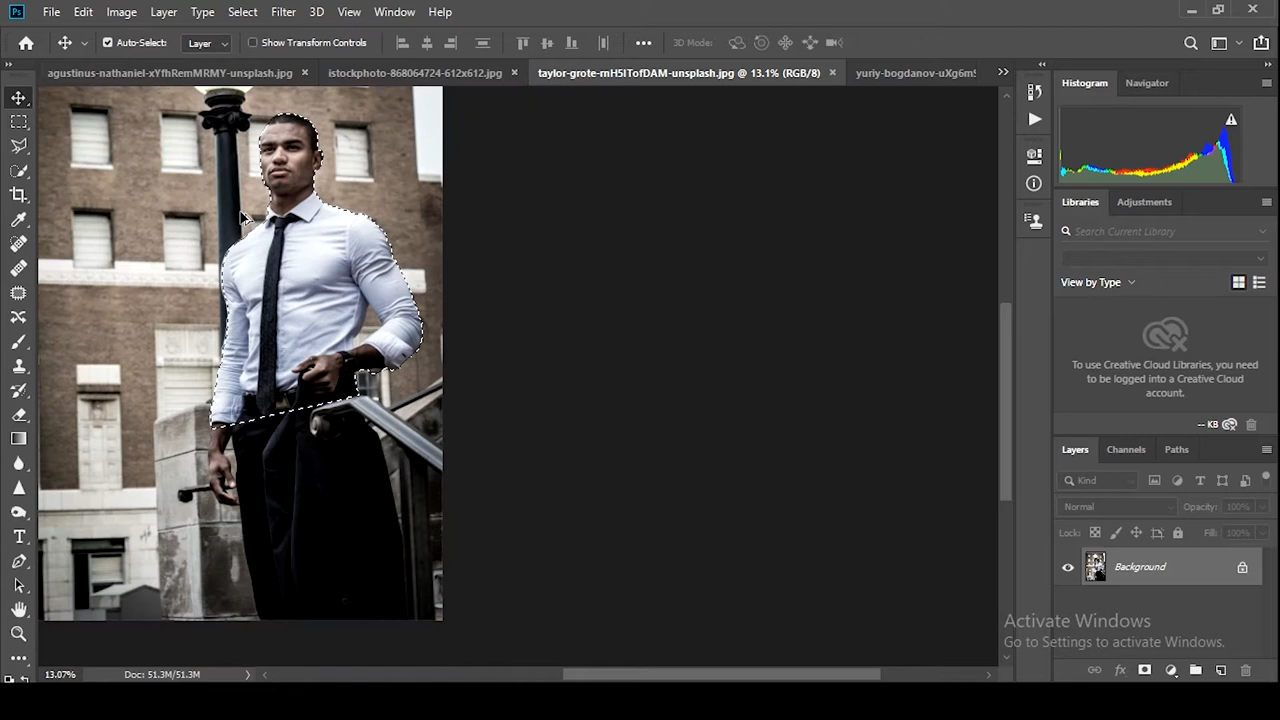 Ps File Edit Image Layer Type Select Filter 3D View Window Help
Auto-Select: Layer Show Transform Controls 3D Mode:
agustinus-nathaniel-xYfhRemMRMY-unsplash.jpg × istockphoto-868064724-612x612.jpg × taylor-grote-rnH5ITofDAM-unsplash.jpg @ 13.1% (RGB/8) × yuriy-bogdanov-uXg6m
Histogram Navigator
Libraries Adjustments
Search Current Library
View by Type
To use Creative Cloud Libraries, you need
to be logged into a Creative Cloud
account.
-- KB
Layers Channels Paths
Kind
Normal Opacity: 100%
Lock: Fill: 100%
Background
Activate Windows
Go to Settings to activate Windows.
13.07% Doc: 51.3M/51.3M